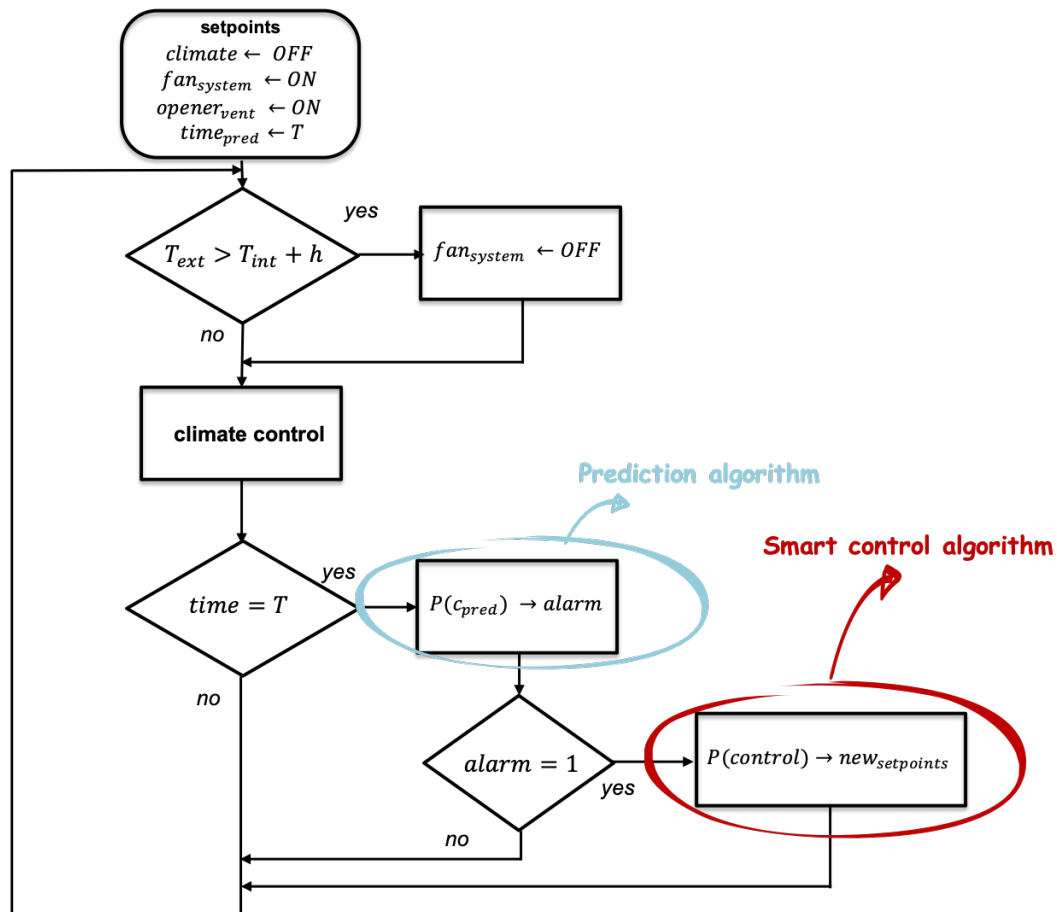 setpoints
climate ← OFF
fan_system ← ON
opener_vent ← ON
time_pred ← T
T_ext > T_int + h
yes
fan_system ← OFF
no
climate control
Prediction algorithm
Smart control algorithm
time = T
yes
P(c_pred) → alarm
no
alarm = 1
yes
P(control) → new_setpoints
no